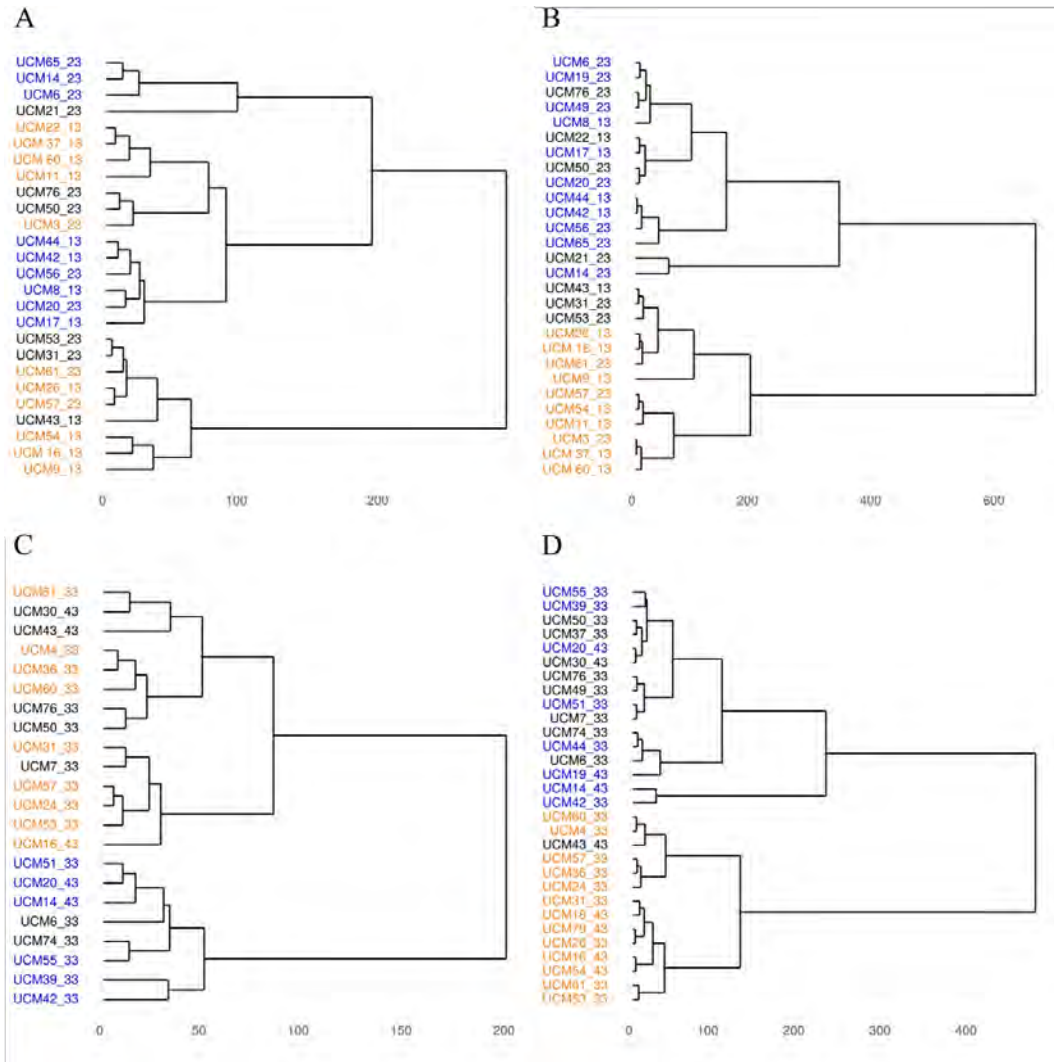 A
UCM65_23
UCM14_23
UCM6_23
UCM21_23
UCM22_13
UCM 37_13
UCM 60_13
UCM11_13
UCM76_23
UCM50_23
UCM3_23
UCM44_13
UCM42_13
UCM56_23
UCM8_13
UCM20_23
UCM17_13
UCM53_23
UCM31_23
UCM61_23
UCM26_13
UCM57_23
UCM43_13
UCM54_13
UCM 16_13
UCM9_13
0 100 200
B
UCM6_23
UCM19_23
UCM76_23
UCM49_23
UCM8_13
UCM22_13
UCM17_13
UCM50_23
UCM20_23
UCM44_13
UCM42_13
UCM56_23
UCM65_23
UCM21_23
UCM14_23
UCM43_13
UCM31_23
UCM53_23
UCM26_13
UCM 16_13
UCM61_23
UCM9_13
UCM57_23
UCM54_13
UCM11_13
UCM3_23
UCM 37_13
UCM 60_13
0 200 400 600
C
UCM61_33
UCM30_43
UCM43_43
UCM4_33
UCM36_33
UCM60_33
UCM76_33
UCM50_33
UCM31_33
UCM7_33
UCM57_33
UCM24_33
UCM53_33
UCM16_43
UCM51_33
UCM20_43
UCM14_43
UCM6_33
UCM74_33
UCM55_33
UCM39_33
UCM42_33
0 50 100 150 200
D
UCM55_33
UCM39_33
UCM50_33
UCM37_33
UCM20_43
UCM30_43
UCM76_33
UCM49_33
UCM51_33
UCM7_33
UCM74_33
UCM44_33
UCM6_33
UCM19_43
UCM14_43
UCM42_33
UCM60_33
UCM4_33
UCM43_43
UCM36_33
UCM24_33
UCM31_33
UCM79_43
UCM26_33
UCM16_43
UCM54_43
UCM61_33
UCM53_33
0 100 200 300 400